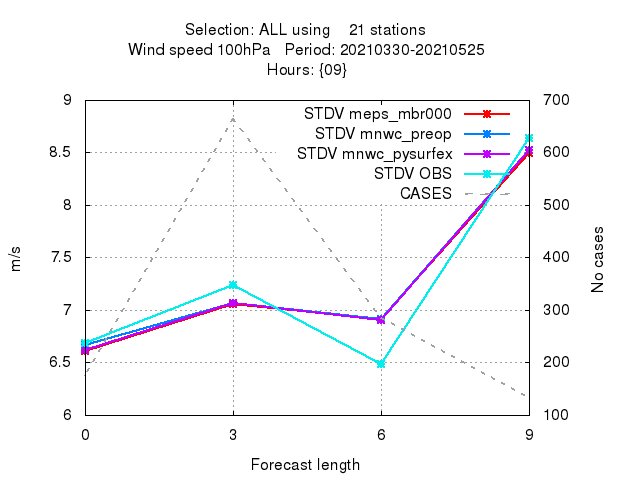 Selection: ALL using    21 stations
Wind speed 100hPa   Period: 20210330-20210525
Hours: {09}
STDV meps_mbr000
STDV mnwc_preop
STDV mnwc_pysurfex
STDV OBS
CASES
9
8.5
8
7.5
7
6.5
6
700
600
500
400
300
200
100
m/s
No cases
0 3 6 9
Forecast length